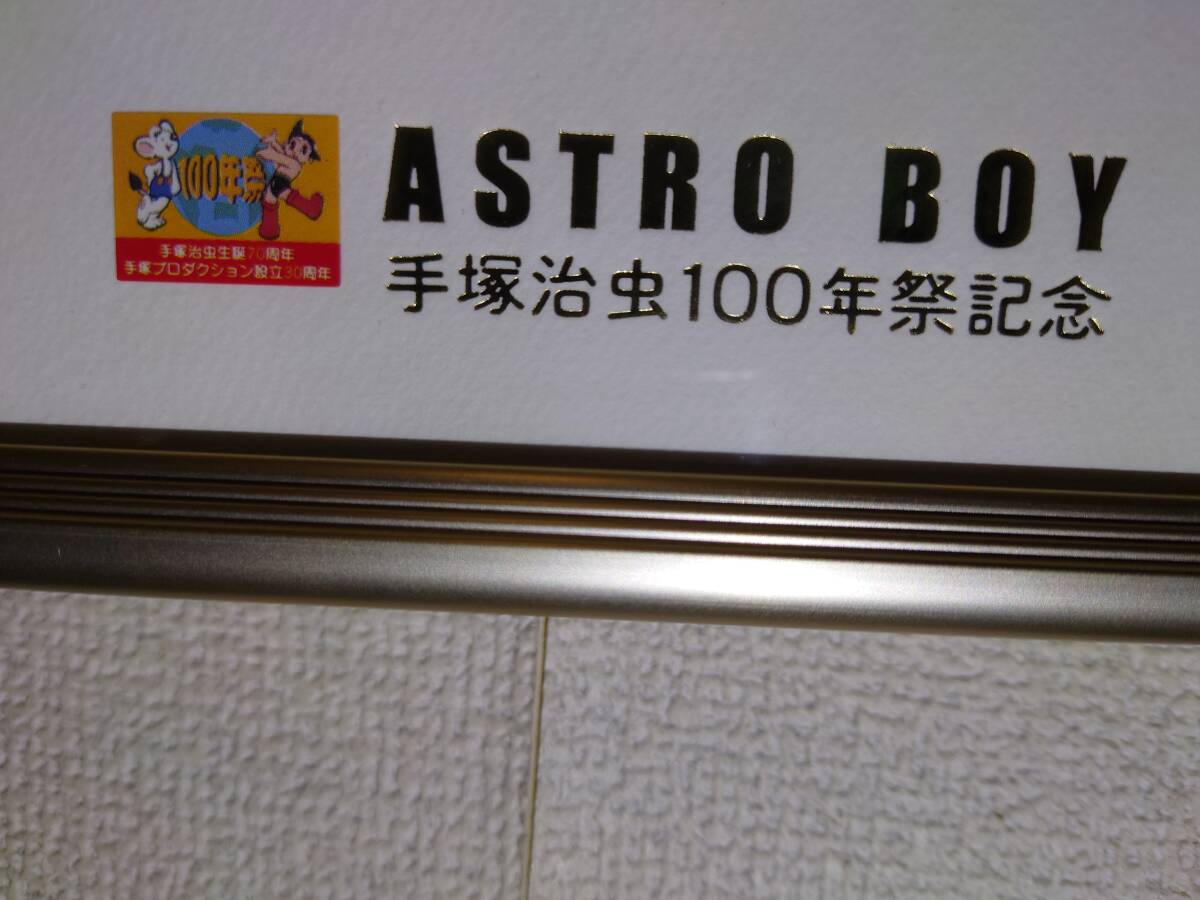 100年祭
手塚治虫生誕70周年
手塚プロダクション設立30周年
ASTRO BOY
手塚治虫100年祭記念